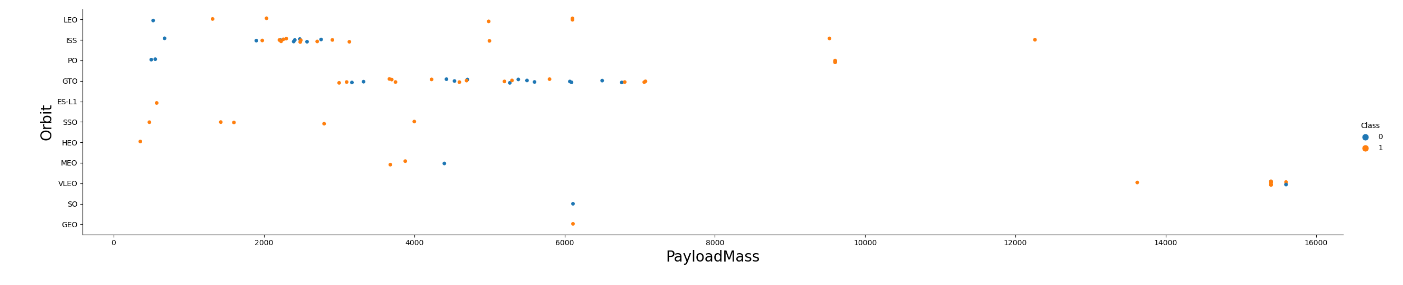 Orbit
LEO
ISS
PO
GTO
ES-L1
SSO
HEO
MEO
VLEO
SO
GEO
0 2000 4000 6000 8000 10000 12000 14000 16000
PayloadMass
Class
0
1